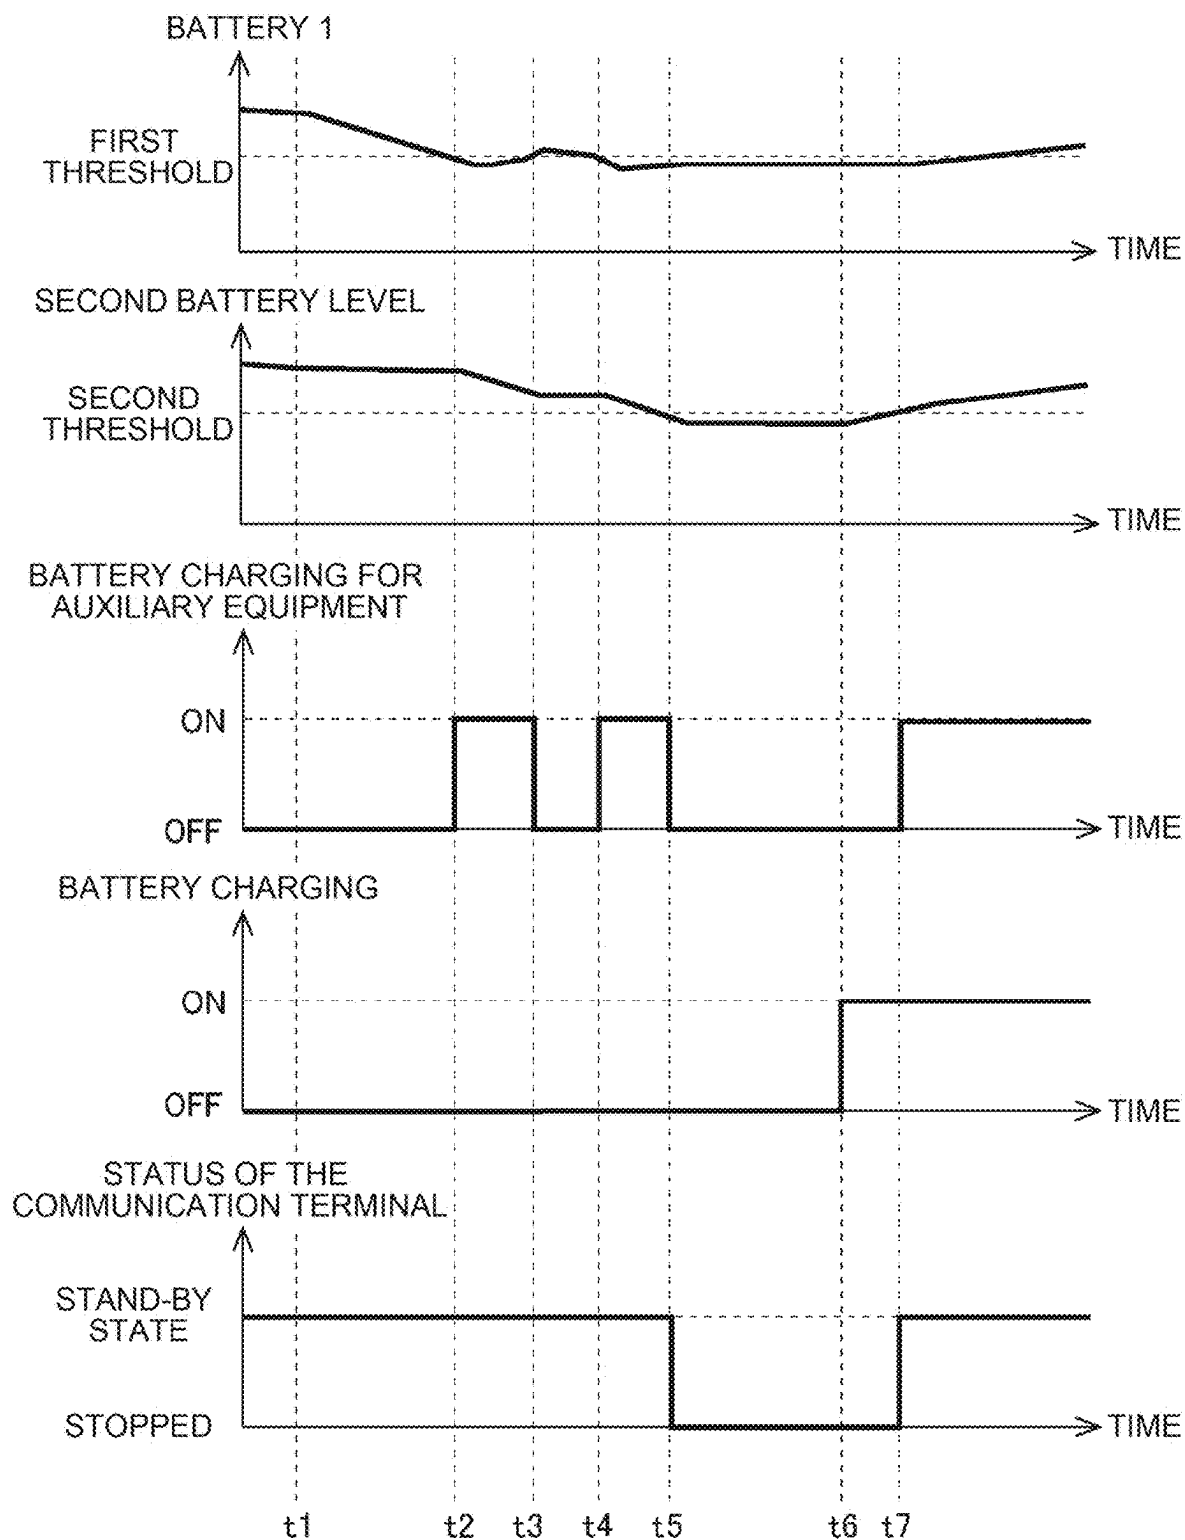 BATTERY 1
FIRST
THRESHOLD
TIME
SECOND BATTERY LEVEL
SECOND
THRESHOLD
TIME
BATTERY CHARGING FOR
AUXILIARY EQUIPMENT
ON
OFF
TIME
BATTERY CHARGING
ON
OFF
TIME
STATUS OF THE
COMMUNICATION TERMINAL
STAND-BY
STATE
STOPPED
TIME
t1 t2 t3 t4 t5 t6 t7